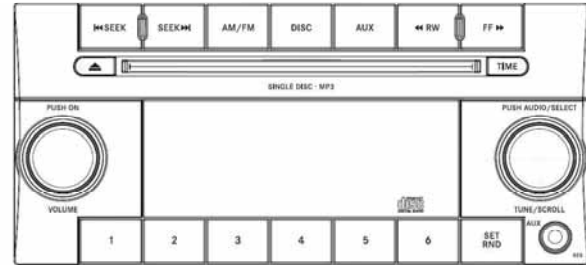 ⏮ SEEK
SEEK ⏭
AM/FM
DISC
AUX
◀◀ RW
FF ▶▶
TIME
SINGLE DISC · MP3
PUSH ON
PUSH AUDIO/SELECT
VOLUME
TUNE/SCROLL
1
2
3
4
5
6
SET
RND
AUX
RES